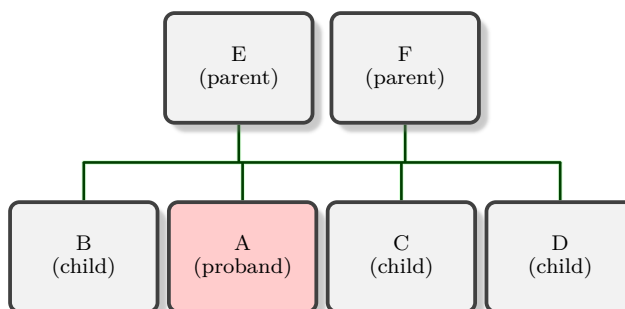 E
(parent)
F
(parent)
B
(child)
A
(proband)
C
(child)
D
(child)